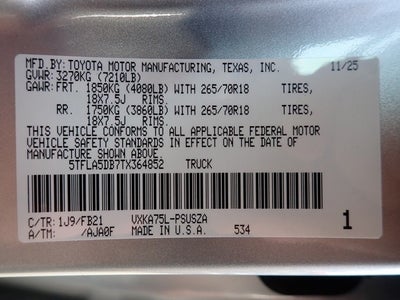 MFD.BY: TOYOTA MOTOR MANUFACTURING, TEXAS, INC. 11/25
GVWR: 3270KG (7210LB)
GAWR: FRT. 1850KG (4080LB) WITH 265/70R18 TIRES,
18X7.5J RIMS.
RR. 1750KG (3860LB) WITH 265/70R18 TIRES,
18X7.5J RIMS.
THIS VEHICLE CONFORMS TO ALL APPLICABLE FEDERAL MOTOR
VEHICLE SAFETY STANDARDS IN EFFECT ON THE DATE OF
MANUFACTURE SHOWN ABOVE.
5TFLA5DB7TX364852 TRUCK
C/TR: 1J9/FB21 VXKA75L-PSUSZA 1
A/TM: /AJA0F MADE IN U.S.A. 534